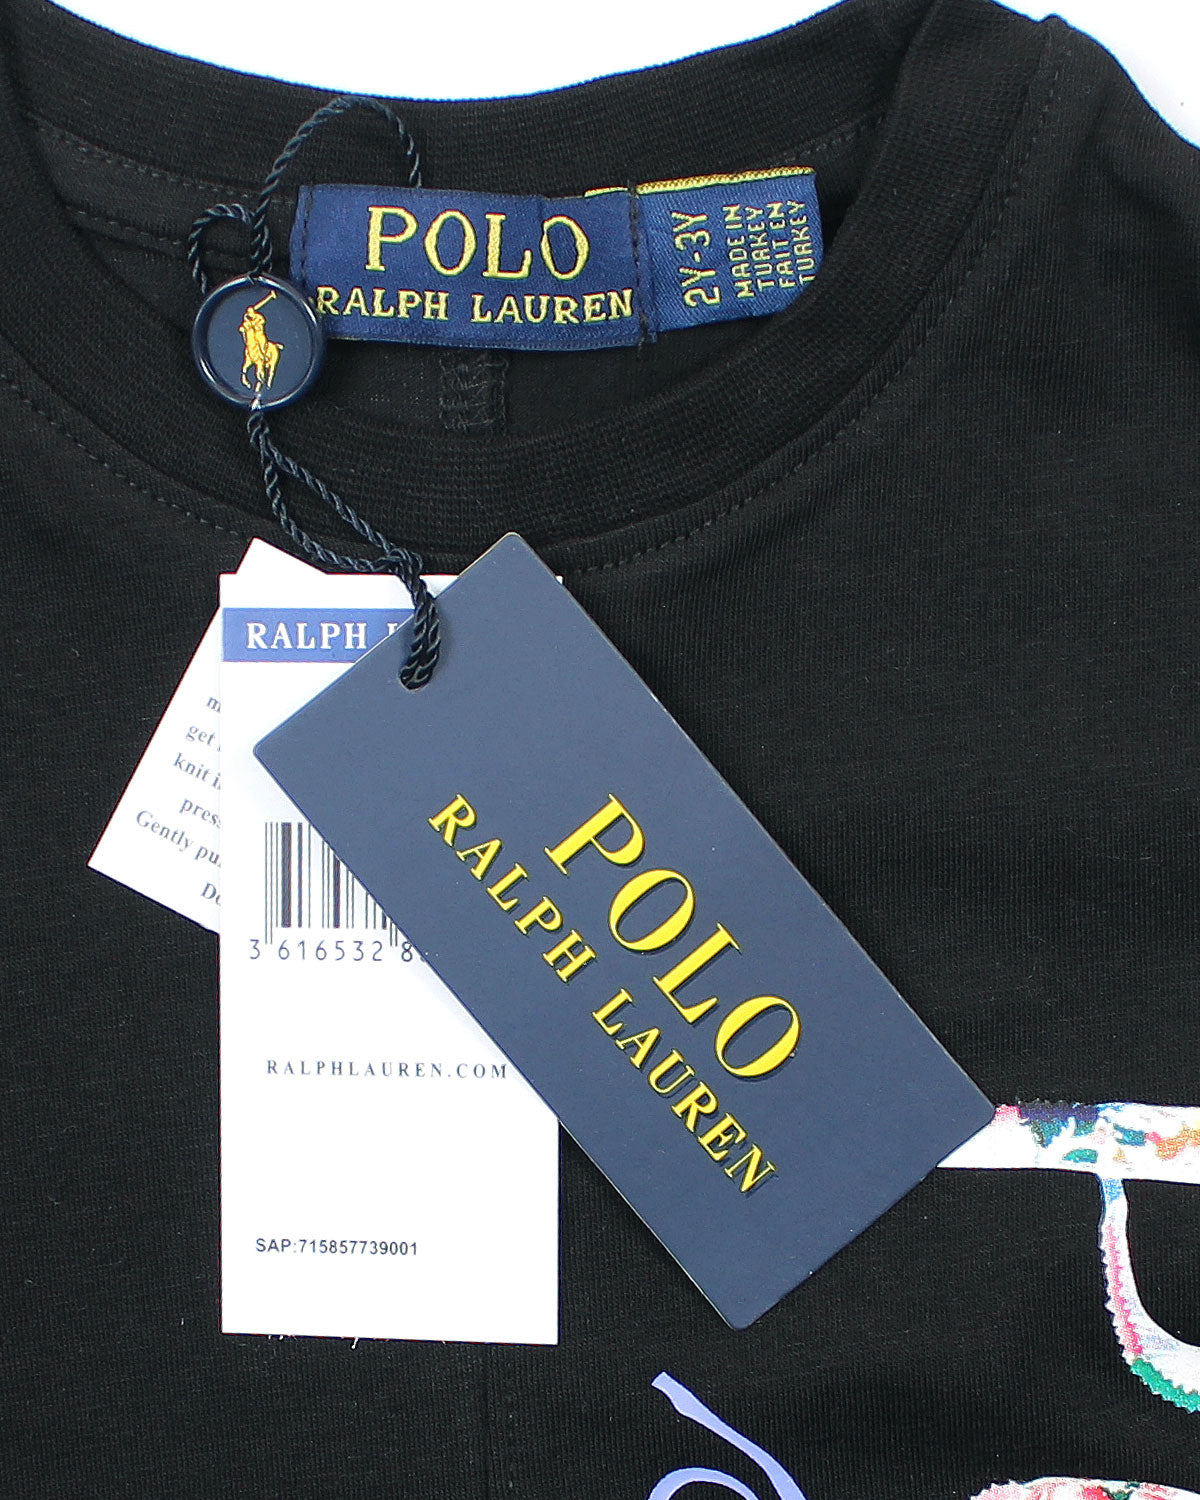 POLO
RALPH LAUREN
2Y-3Y
MADE IN
TURKEY
FAIT EN
TURKEY
RALPH
get
knit
Gently
3 616532 8
RALPHLAUREN.COM
SAP:715857739001
POLO
RALPH LAUREN